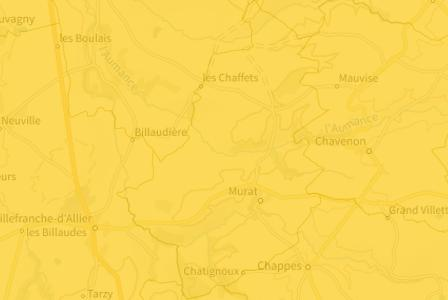 uvagny
les Boulais
l'Aumance
les Chaffets
Mauvise
Neuville
Billaudière
l'Aumance
Chavenon
eurs
Murat
illefranche-d'Allier
Grand Villett
les Billaudes
Chatignoux
Chappes
Tarzy